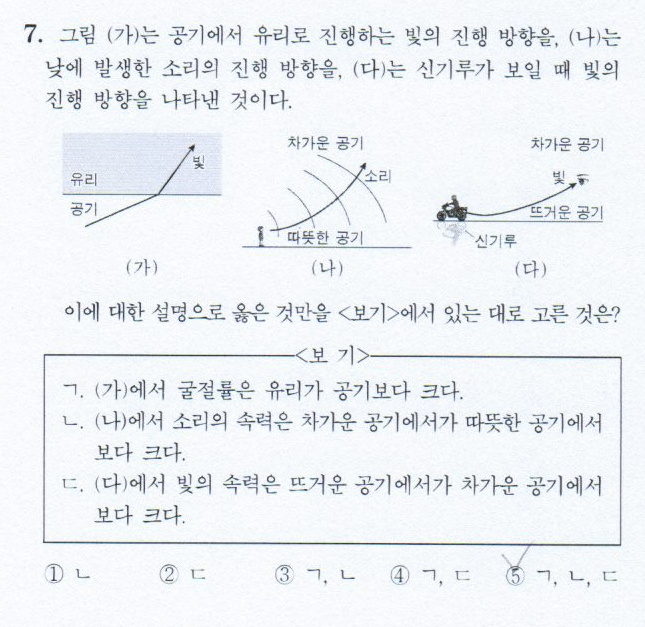 7. 그림 (가)는 공기에서 유리로 진행하는 빛의 진행 방향을, (나)는
낮에 발생한 소리의 진행 방향을, (다)는 신기루가 보일 때 빛의
진행 방향을 나타낸 것이다.
유리
공기
빛
(가)
차가운 공기
소리
따뜻한 공기
(나)
차가운 공기
빛
뜨거운 공기
신기루
(다)
이에 대한 설명으로 옳은 것만을 <보기>에서 있는 대로 고른 것은?
<보 기>
ㄱ. (가)에서 굴절률은 유리가 공기보다 크다.
ㄴ. (나)에서 소리의 속력은 차가운 공기에서가 따뜻한 공기에서
보다 크다.
ㄷ. (다)에서 빛의 속력은 뜨거운 공기에서가 차가운 공기에서
보다 크다.
① ㄴ ② ㄷ ③ ㄱ, ㄴ ④ ㄱ, ㄷ ⑤ ㄱ, ㄴ, ㄷ